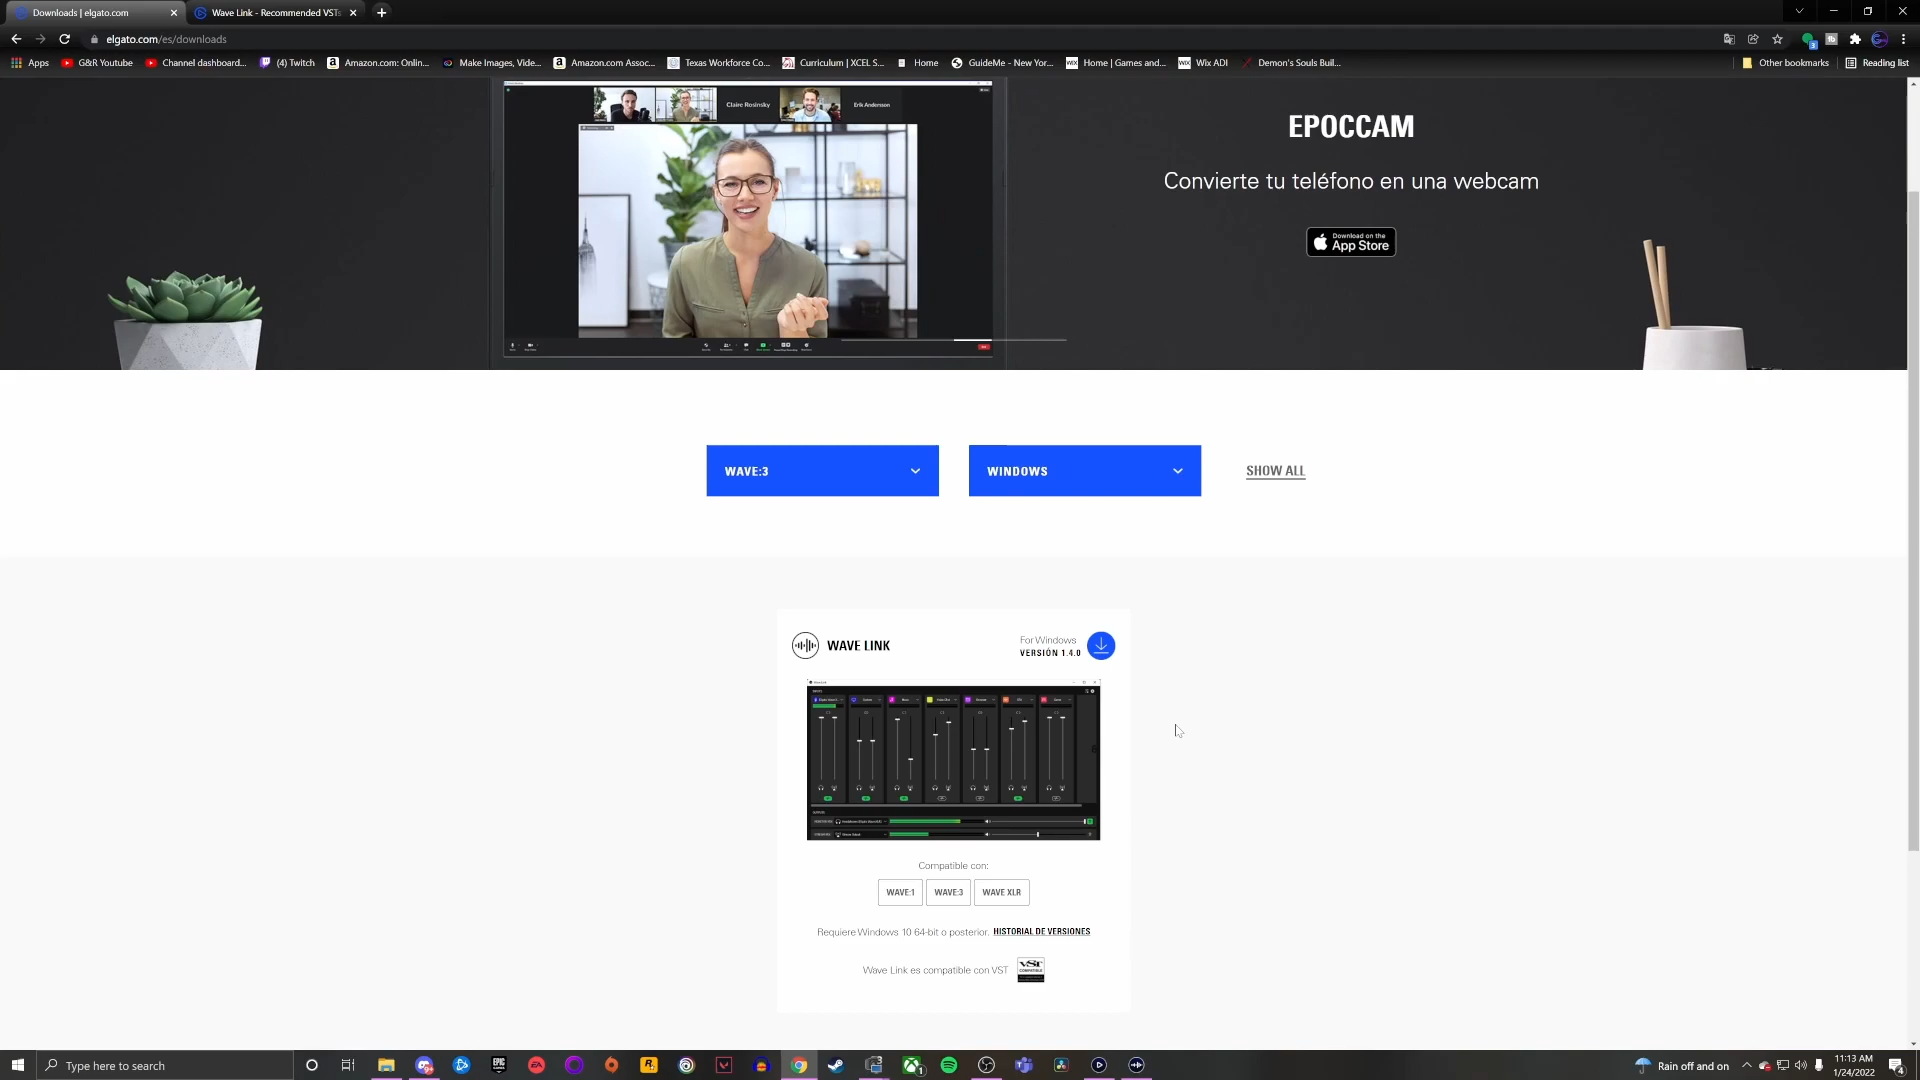 Downloads | elgato.com
Wave Link - Recommended VSTs
elgato.com/es/downloads
Apps
G&R Youtube
Channel dashboard...
(4) Twitch
Amazon.com: Onlin...
Make Images, Vide...
Amazon.com Assoc...
Texas Workforce Co...
Curriculum | XCEL S...
Home
GuideMe - New Yor...
Home | Games and...
Wix ADI
Demon's Souls Buil...
Other bookmarks
Reading list
Claire Rosinsky
Erik Andersson
EPOCCAM
Convierte tu teléfono en una webcam
Download on the
App Store
WAVE:3
WINDOWS
SHOW ALL
WAVE LINK
For Windows
VERSIÓN 1.4.0
Compatible con:
WAVE:1
WAVE:3
WAVE XLR
Requiere Windows 10 64-bit o posterior. HISTORIAL DE VERSIONES
Wave Link es compatible con VST
Type here to search
Rain off and on
11:13 AM
1/24/2022